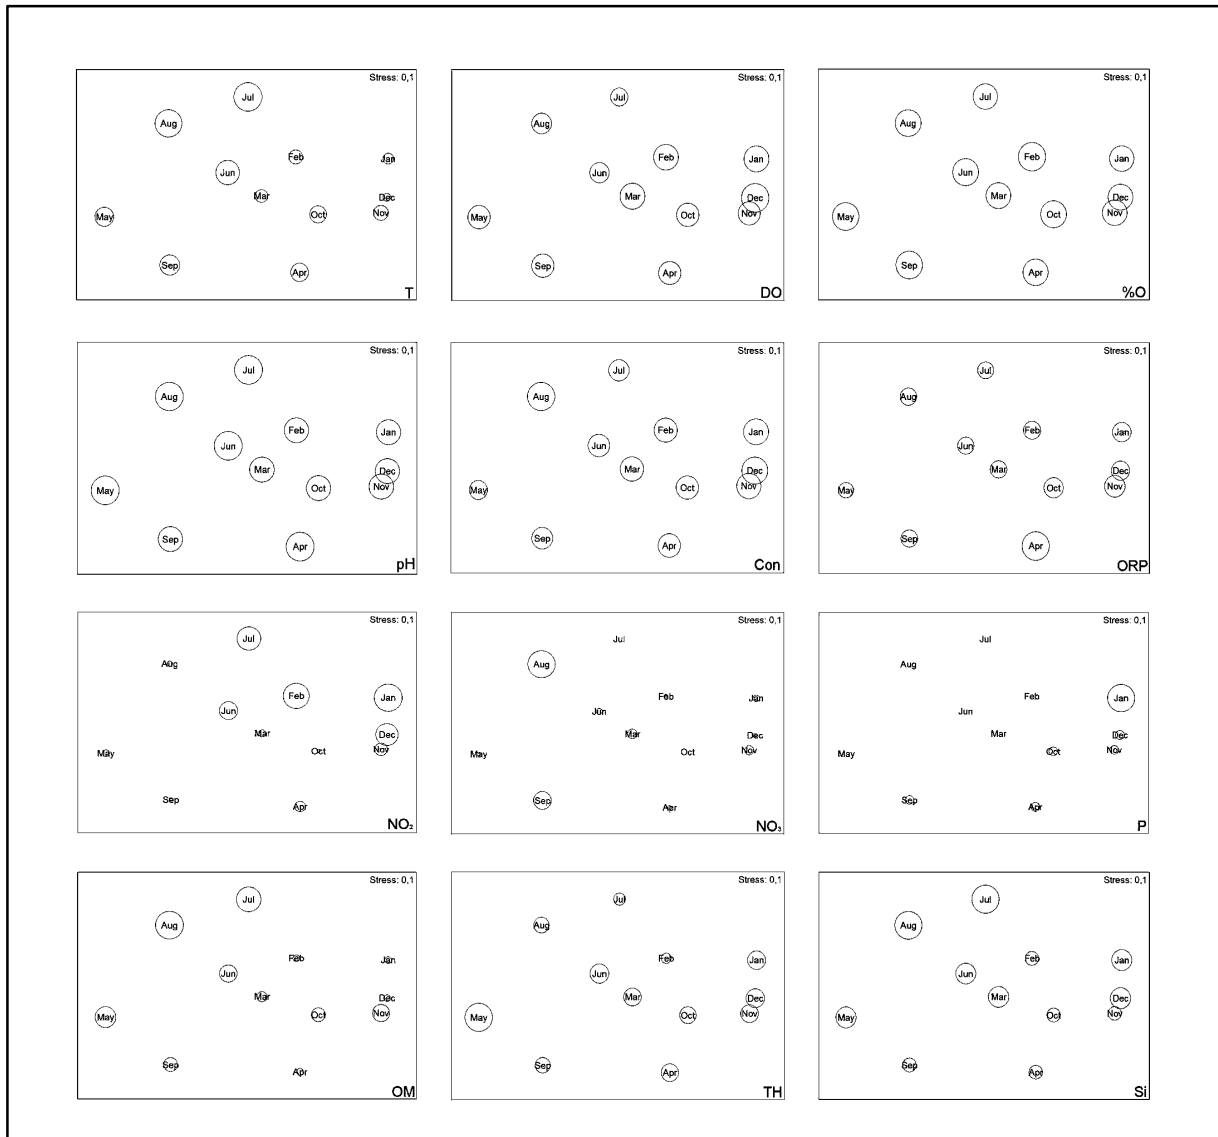 Stress: 0,1
Jul
Aug
Feb
Jan
Jun
Mar
Dec
May
Oct
Nov
Sep
Apr
T
Stress: 0,1
Jul
Aug
Feb
Jan
Jun
Mar
Dec
May
Oct
Nov
Sep
Apr
DO
Stress: 0,1
Jul
Aug
Feb
Jan
Jun
Mar
Dec
May
Oct
Nov
Sep
Apr
%O
Stress: 0,1
Jul
Aug
Feb
Jan
Jun
Mar
Dec
May
Oct
Nov
Sep
Apr
pH
Stress: 0,1
Jul
Aug
Feb
Jan
Jun
Mar
Dec
May
Oct
Nov
Sep
Apr
Con
Stress: 0,1
Jul
Aug
Feb
Jan
Jun
Mar
Dec
May
Oct
Nov
Sep
Apr
ORP
Stress: 0,1
Jul
Aug
Feb
Jan
Jun
Mar
Dec
May
Oct
Nov
Sep
Apr
NO₂
Stress: 0,1
Jul
Aug
Feb
Jan
Jun
Mar
Dec
May
Oct
Nov
Sep
Apr
NO₃
Stress: 0,1
Jul
Aug
Feb
Jan
Jun
Mar
Dec
May
Oct
Nov
Sep
Apr
P
Stress: 0,1
Jul
Aug
Feb
Jan
Jun
Mar
Dec
May
Oct
Nov
Sep
Apr
OM
Stress: 0,1
Jul
Aug
Feb
Jan
Jun
Mar
Dec
May
Oct
Nov
Sep
Apr
TH
Stress: 0,1
Jul
Aug
Feb
Jan
Jun
Mar
Dec
May
Oct
Nov
Sep
Apr
Si